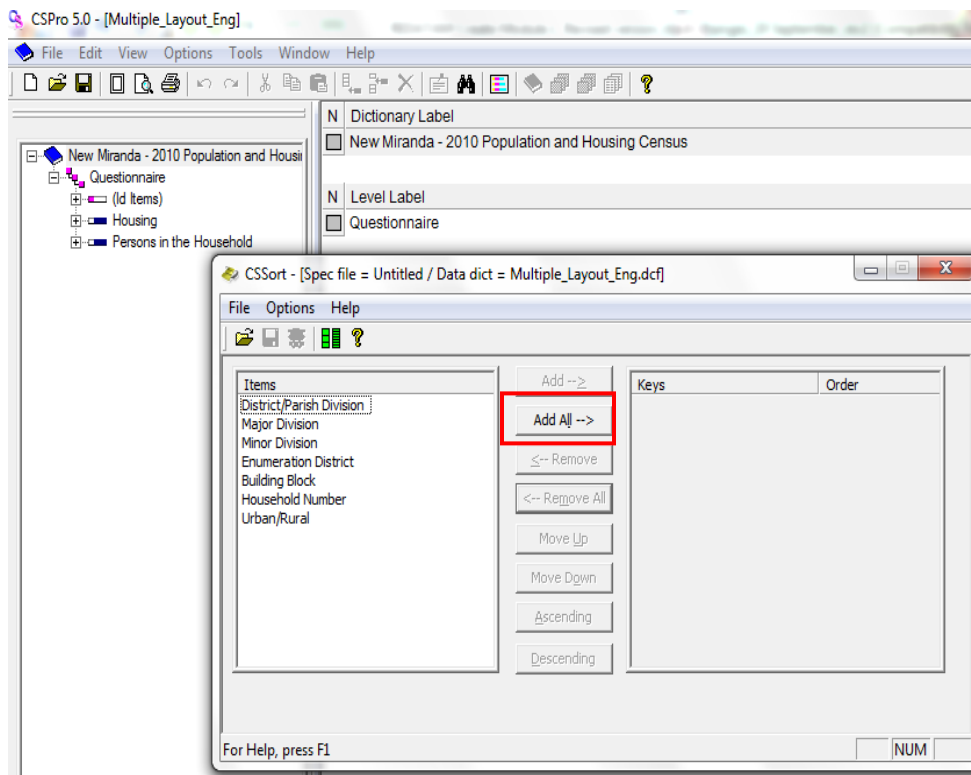 CSPro 5.0 - [Multiple_Layout_Eng]
File Edit View Options Tools Window Help
N Dictionary Label
New Miranda - 2010 Population and Housing Census
New Miranda - 2010 Population and Housi
Questionnaire
(Id Items)
Housing
Persons in the Household
N Level Label
Questionnaire
CSSort - [Spec file = Untitled / Data dict = Multiple_Layout_Eng.dcf]
File Options Help
Items
District/Parish Division
Major Division
Minor Division
Enumeration District
Building Block
Household Number
Urban/Rural
Add -->
Add All -->
<-- Remove
<-- Remove All
Move Up
Move Down
Ascending
Descending
Keys Order
For Help, press F1
NUM